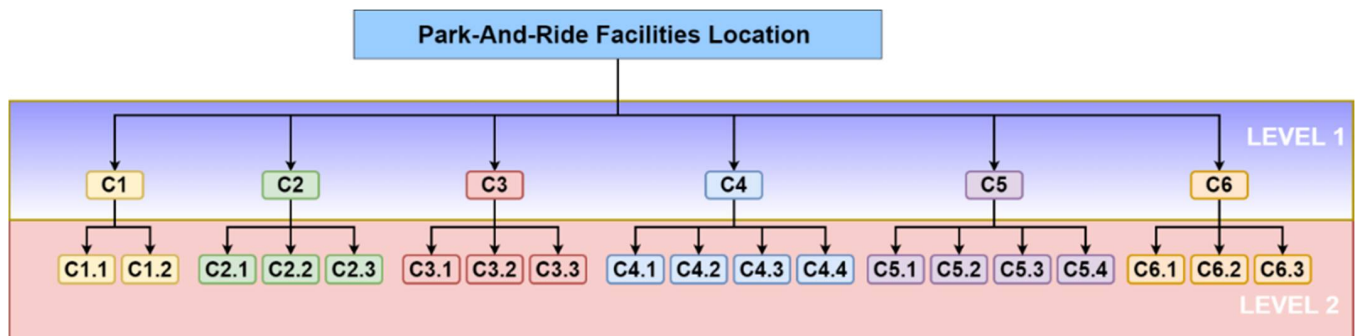 Park-And-Ride Facilities Location
LEVEL 1
C1 C2 C3 C4 C5 C6
C1.1 C1.2 C2.1 C2.2 C2.3 C3.1 C3.2 C3.3 C4.1 C4.2 C4.3 C4.4 C5.1 C5.2 C5.3 C5.4 C6.1 C6.2 C6.3
LEVEL 2